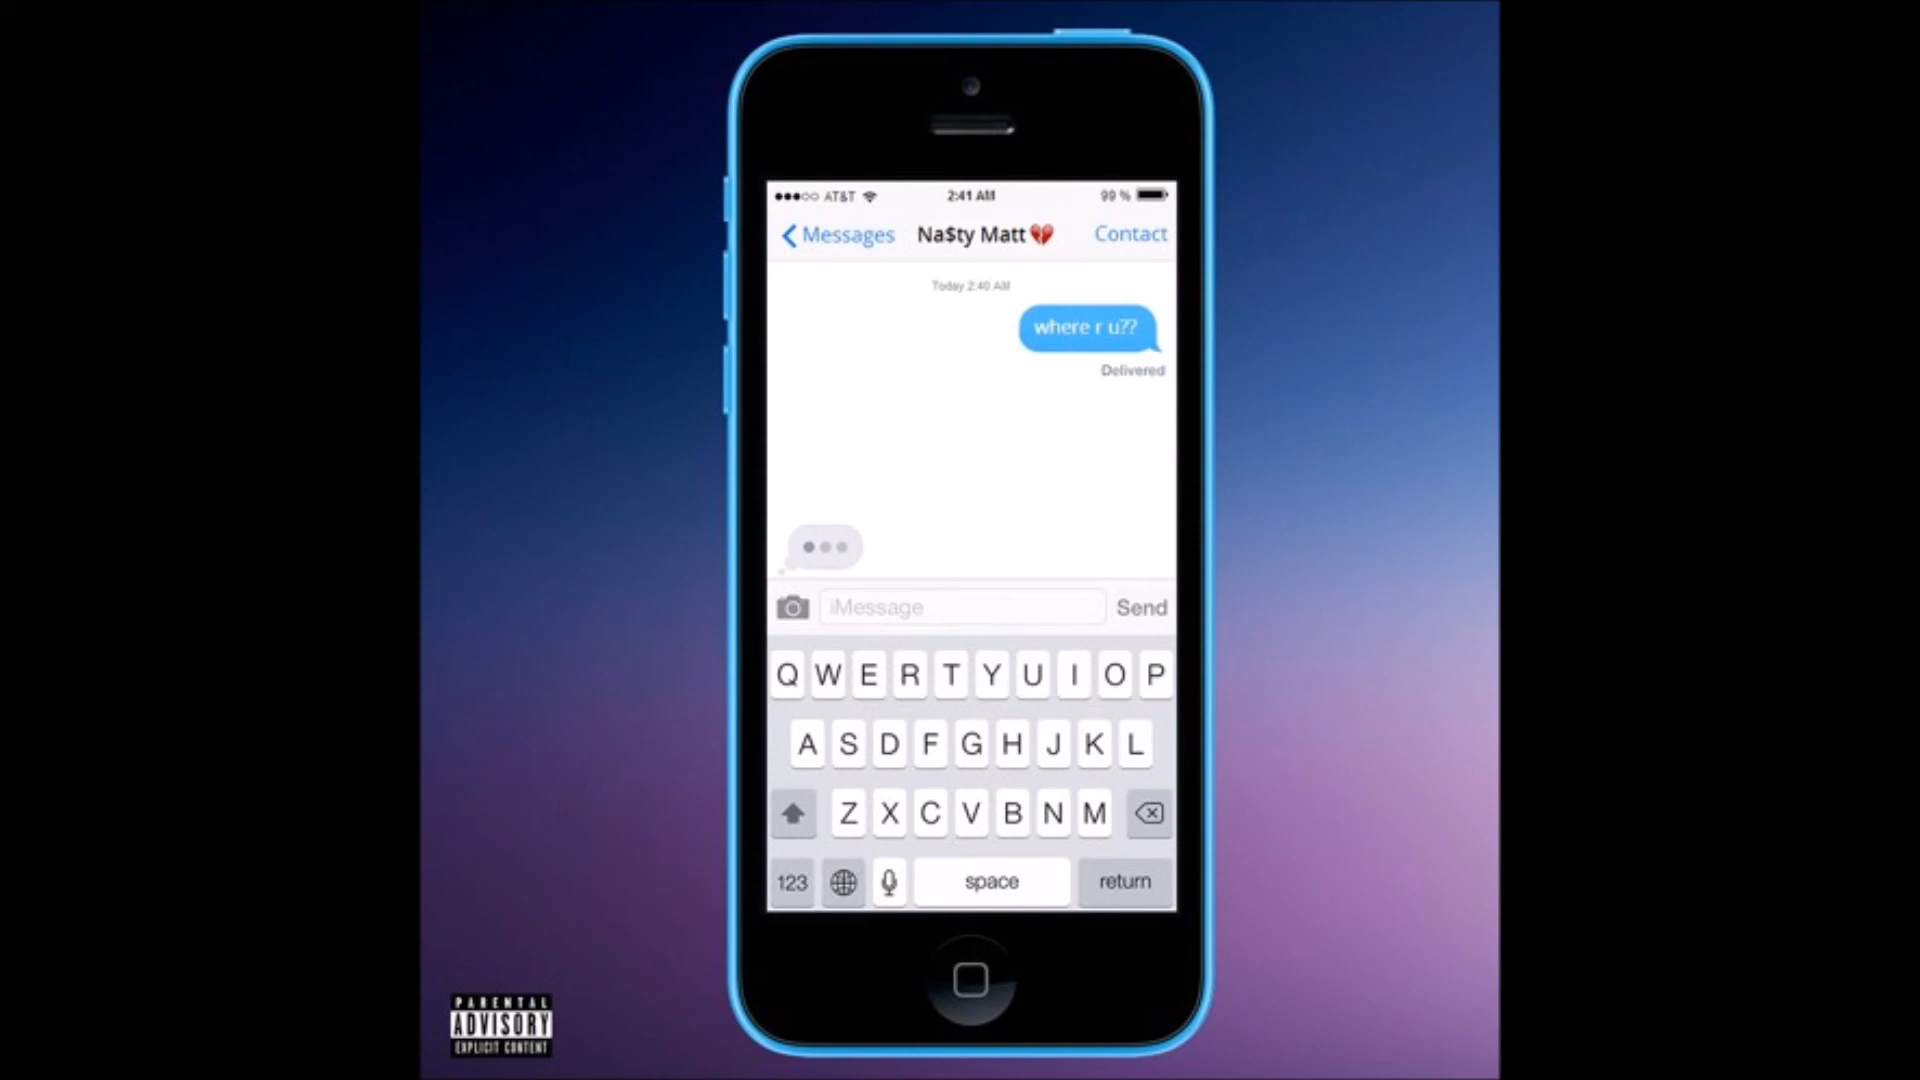 AT&T 2:41 AM 99 %
Messages Na$ty Matt💔 Contact
Today 2:40 AM
where r u??
Delivered
iMessage Send
Q W E R T Y U I O P
A S D F G H J K L
Z X C V B N M
123 space return
PARENTAL
ADVISORY
EXPLICIT CONTENT